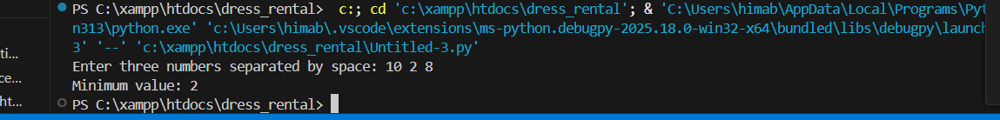 PS C:\xampp\htdocs\dress_rental>  c:; cd 'c:\xampp\htdocs\dress_rental'; & 'C:\Users\himab\AppData\Local\Programs\Pyt
n313\python.exe' 'c:\Users\himab\.vscode\extensions\ms-python.debugpy-2025.18.0-win32-x64\bundled\libs\debugpy\launch
3' '--' 'c:\xampp\htdocs\dress_rental\Untitled-3.py'
ti...
Enter three numbers separated by space: 10 2 8
ce...
Minimum value: 2
ht...
PS C:\xampp\htdocs\dress_rental>